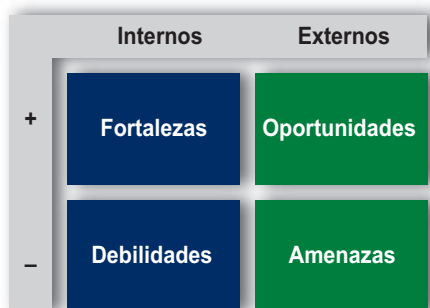 Internos Externos
+ Fortalezas Oportunidades
– Debilidades Amenazas